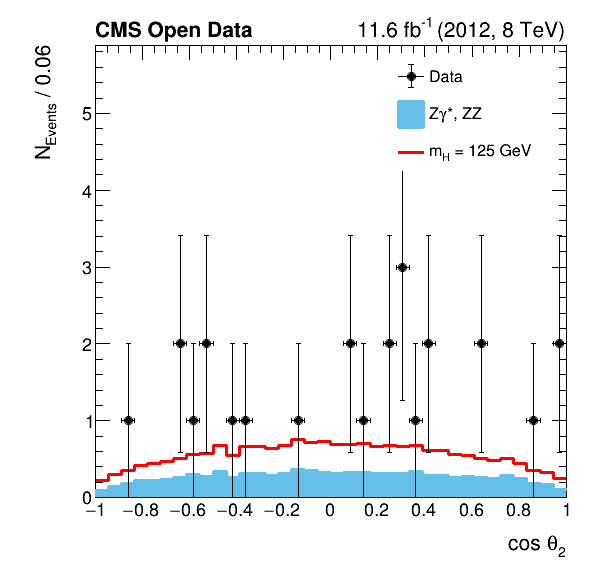 CMS Open Data 11.6 fb⁻¹ (2012, 8 TeV)
N_Events / 0.06
Data
Zγ*, ZZ
m_H = 125 GeV
5
4
3
2
1
0
−1 −0.8 −0.6 −0.4 −0.2 0 0.2 0.4 0.6 0.8 1
cos θ₂